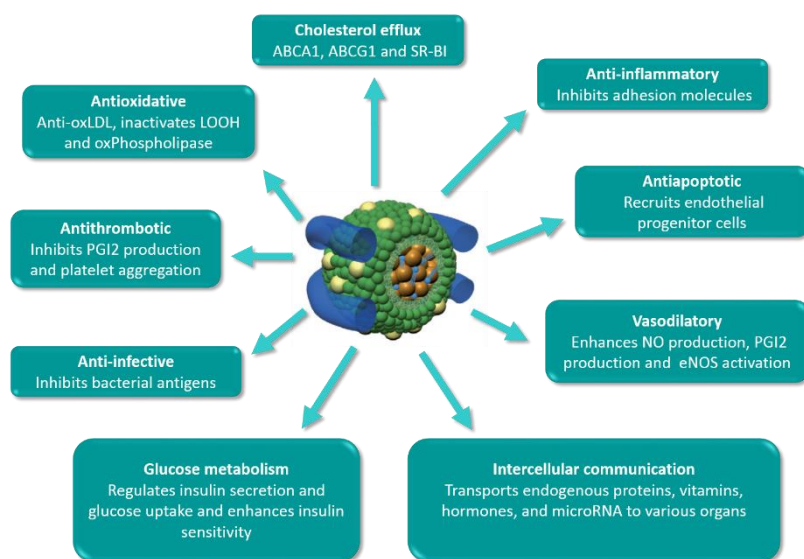 Cholesterol efflux
ABCA1, ABCG1 and SR-BI
Anti-inflammatory
Inhibits adhesion molecules
Antioxidative
Anti-oxLDL, inactivates LOOH
and oxPhospholipase
Antiapoptotic
Recruits endothelial
progenitor cells
Antithrombotic
Inhibits PGI2 production
and platelet aggregation
Vasodilatory
Enhances NO production, PGI2
production and eNOS activation
Anti-infective
Inhibits bacterial antigens
Glucose metabolism
Regulates insulin secretion and
glucose uptake and enhances insulin
sensitivity
Intercellular communication
Transports endogenous proteins, vitamins,
hormones, and microRNA to various organs